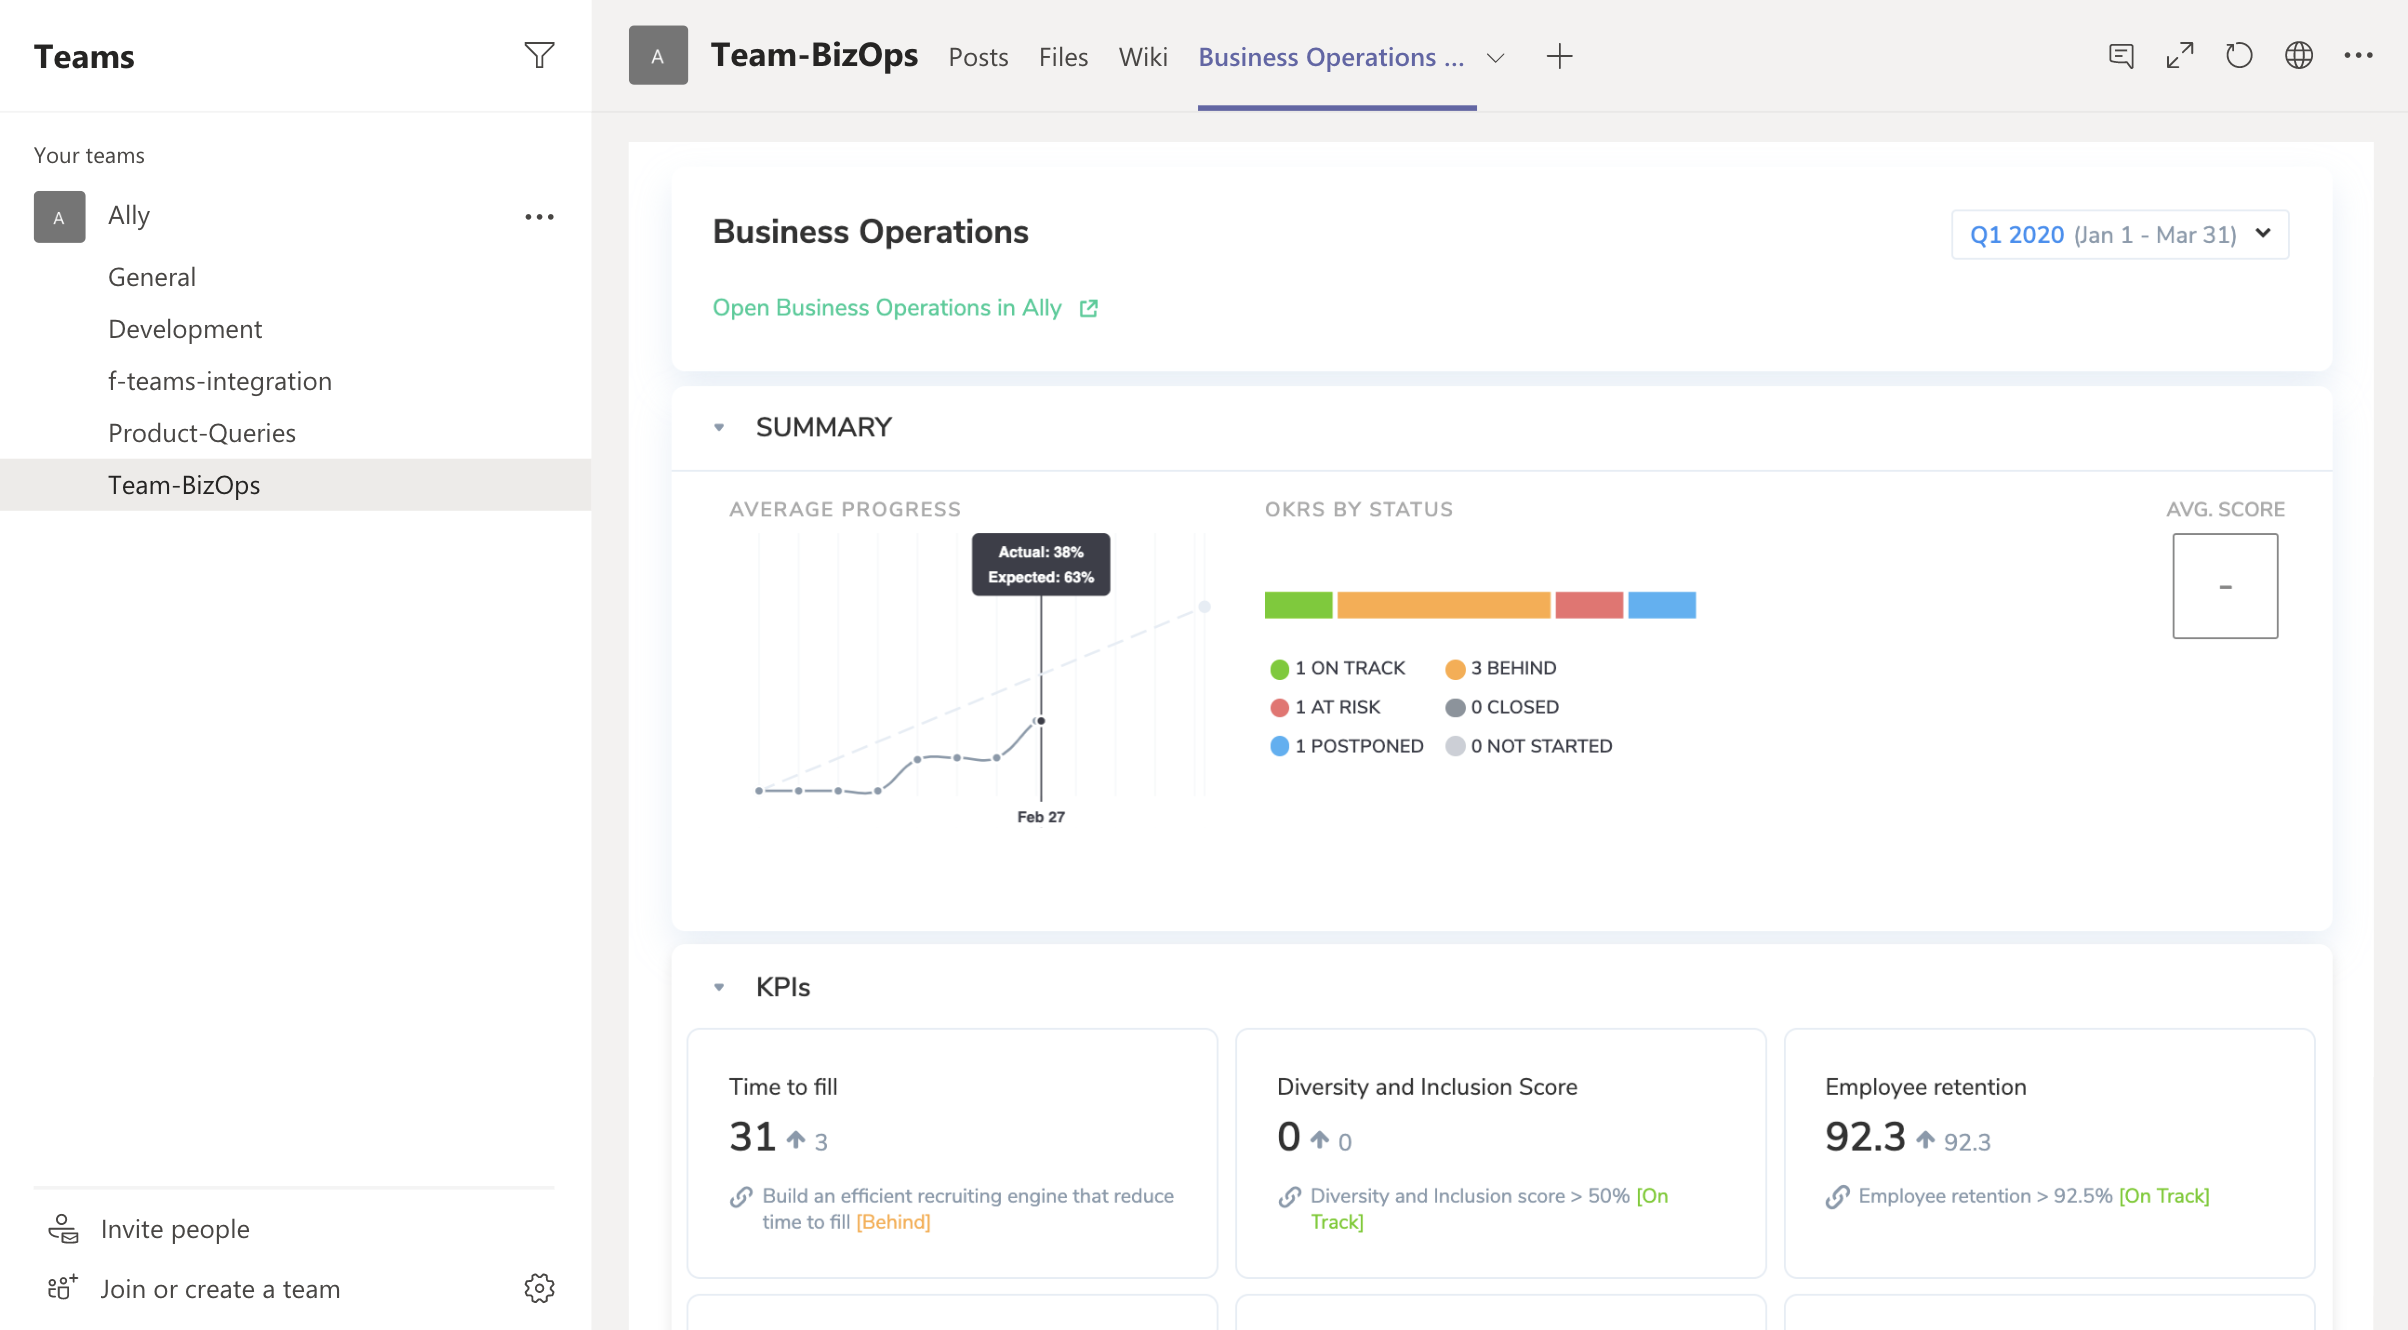 Teams
Your teams
A
Ally
General
Development
f-teams-integration
Product-Queries
Team-BizOps
Invite people
Join or create a team
A
Team-BizOps
Posts
Files
Wiki
Business Operations ...
Business Operations
Q1 2020 (Jan 1 - Mar 31)
Open Business Operations in Ally
SUMMARY
AVERAGE PROGRESS
Actual: 38%
Expected: 63%
Feb 27
OKRS BY STATUS
1 ON TRACK
3 BEHIND
1 AT RISK
0 CLOSED
1 POSTPONED
0 NOT STARTED
AVG. SCORE
-
KPIs
Time to fill
31 3
Build an efficient recruiting engine that reduce
time to fill [Behind]
Diversity and Inclusion Score
0 0
Diversity and Inclusion score > 50% [On
Track]
Employee retention
92.3 92.3
Employee retention > 92.5% [On Track]